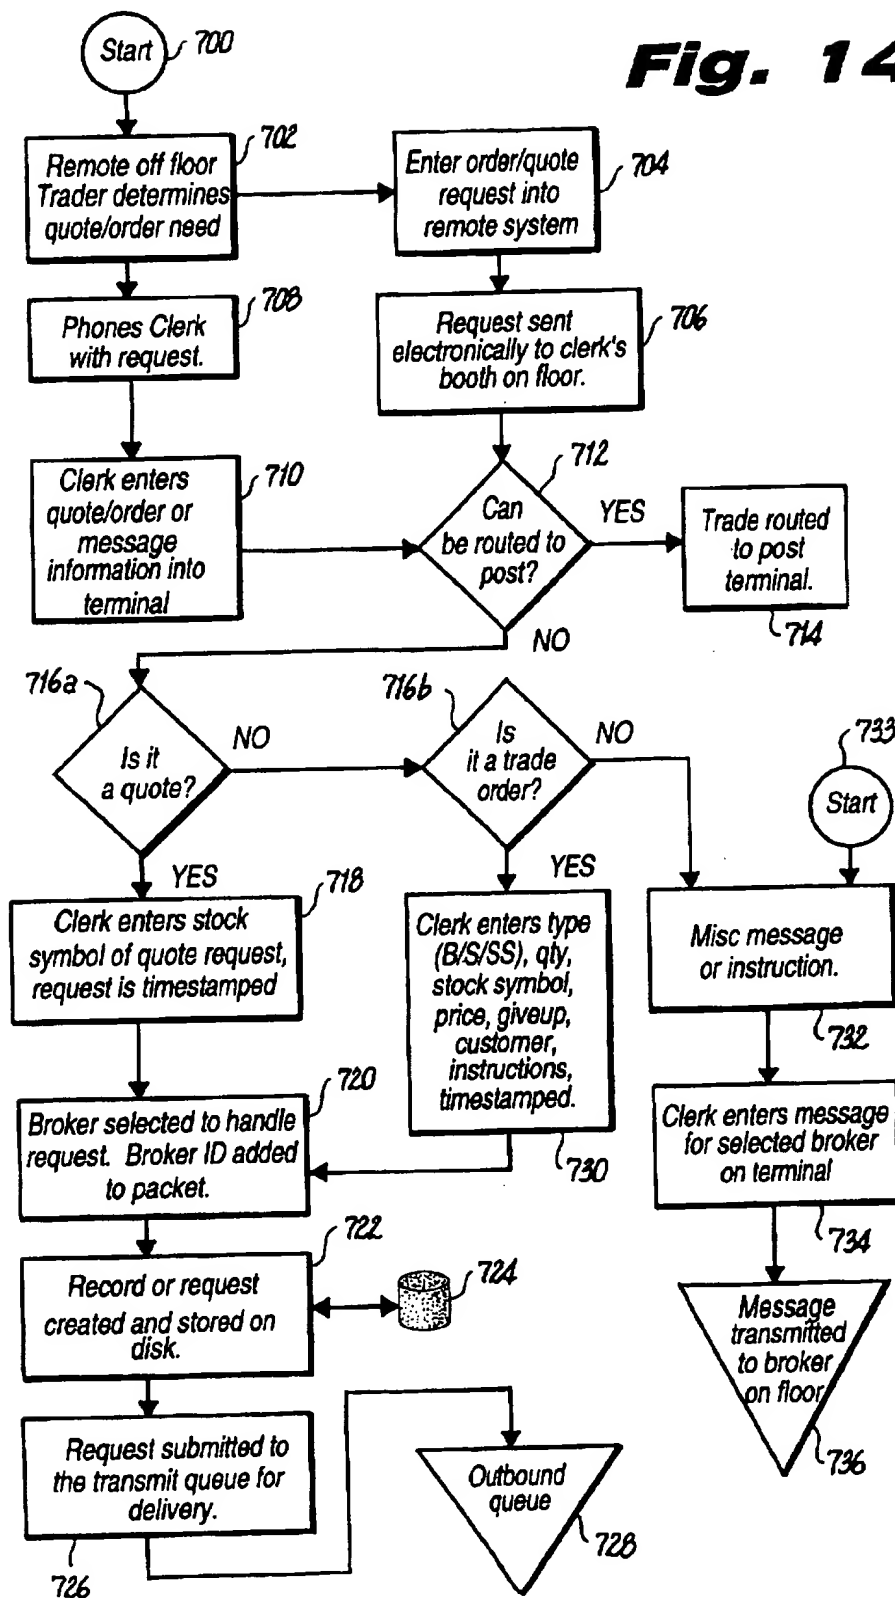 Fig. 14
Start
700
Remote off floor
Trader determines
quote/order need
702
Enter order/quote
request into
remote system
704
Phones Clerk
with request.
708
Request sent
electronically to clerk's
booth on floor.
706
Clerk enters
quote/order or
message
information into
terminal
710
Can
be routed to
post?
712
YES
Trade routed
to post
terminal.
714
NO
716a
Is it
a quote?
NO
716b
Is
it a trade
order?
NO
733
Start
YES
718
Clerk enters stock
symbol of quote request,
request is timestamped
YES
Clerk enters type
(B/S/SS), qty,
stock symbol,
price, giveup,
customer,
instructions,
timestamped.
730
Misc message
or instruction.
732
720
Broker selected to handle
request. Broker ID added
to packet.
Clerk enters message
for selected broker
on terminal
734
722
Record or request
created and stored on
disk.
724
Message
transmitted
to broker
on floor
736
Request submitted to
the transmit queue for
delivery.
726
Outbound
queue
728